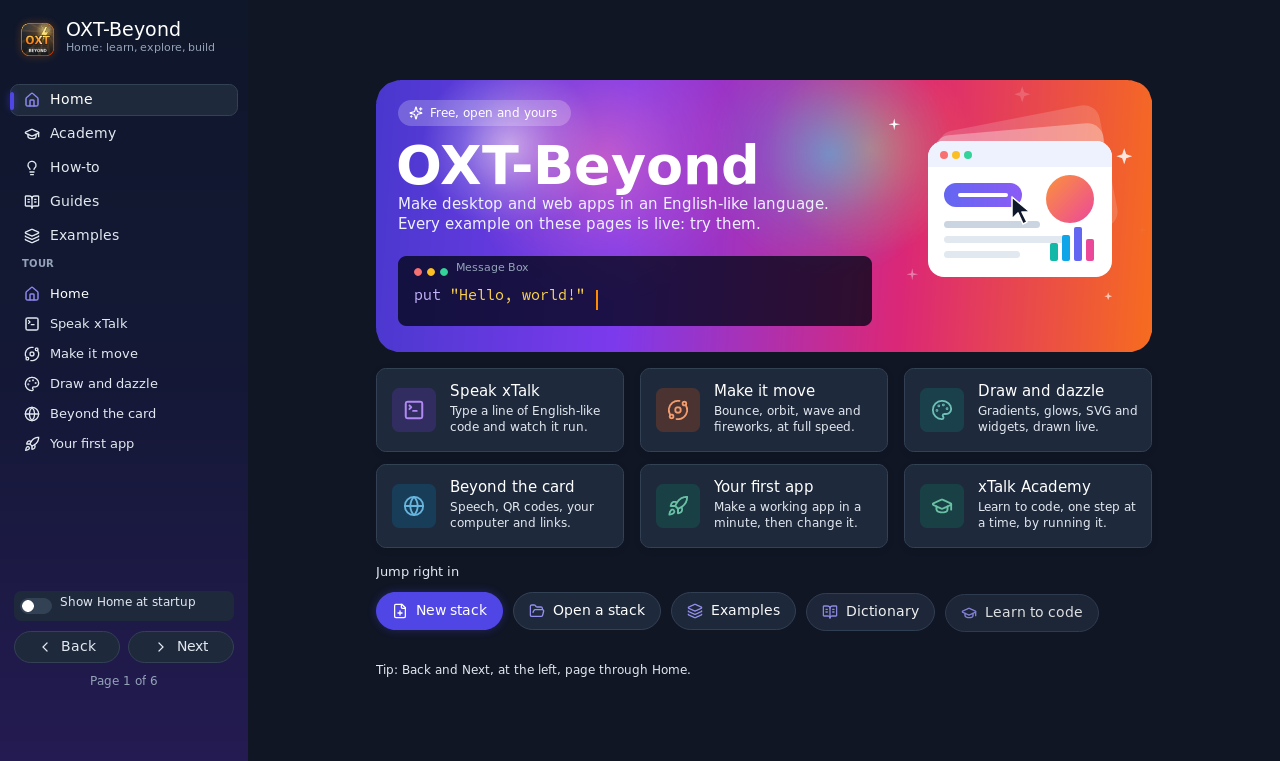 OXT
BEYOND
OXT-Beyond
Home: learn, explore, build
Home
Academy
How-to
Guides
Examples
TOUR
Home
Speak xTalk
Make it move
Draw and dazzle
Beyond the card
Your first app
Show Home at startup
Back
Next
Page 1 of 6
Free, open and yours
OXT-Beyond
Make desktop and web apps in an English-like language.
Every example on these pages is live: try them.
Message Box
put "Hello, world!"
Speak xTalk
Type a line of English-like
code and watch it run.
Make it move
Bounce, orbit, wave and
fireworks, at full speed.
Draw and dazzle
Gradients, glows, SVG and
widgets, drawn live.
Beyond the card
Speech, QR codes, your
computer and links.
Your first app
Make a working app in a
minute, then change it.
xTalk Academy
Learn to code, one step at
a time, by running it.
Jump right in
New stack
Open a stack
Examples
Dictionary
Learn to code
Tip: Back and Next, at the left, page through Home.